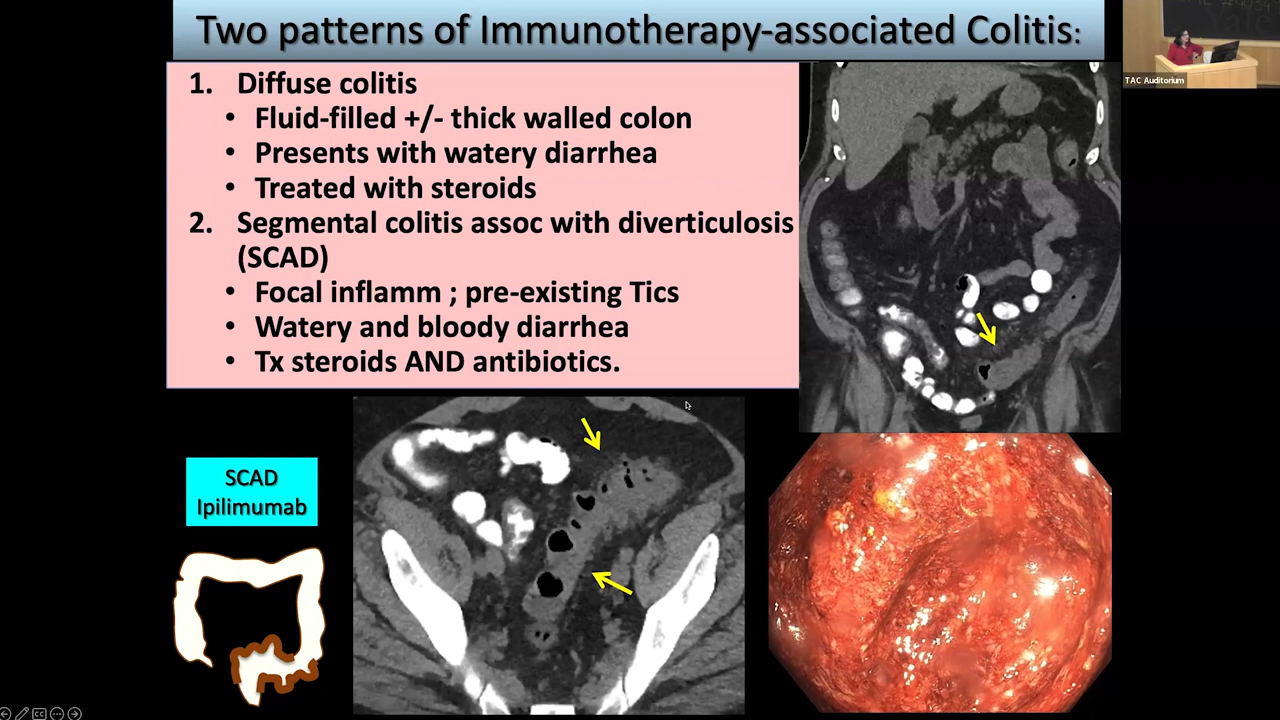 Two patterns of Immunotherapy-associated Colitis:
1. Diffuse colitis
• Fluid-filled +/- thick walled colon
• Presents with watery diarrhea
• Treated with steroids
2. Segmental colitis assoc with diverticulosis
(SCAD)
• Focal inflamm ; pre-existing Tics
• Watery and bloody diarrhea
• Tx steroids AND antibiotics.
SCAD
Ipilimumab
Yale
TAC Auditorium